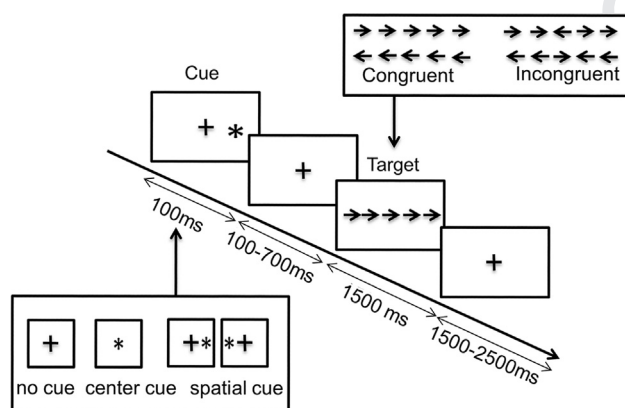 Congruent
Incongruent
Cue
+ *
+
Target
+
100ms
100-700ms
1500 ms
1500-2500ms
+ * +* *+
no cue center cue spatial cue